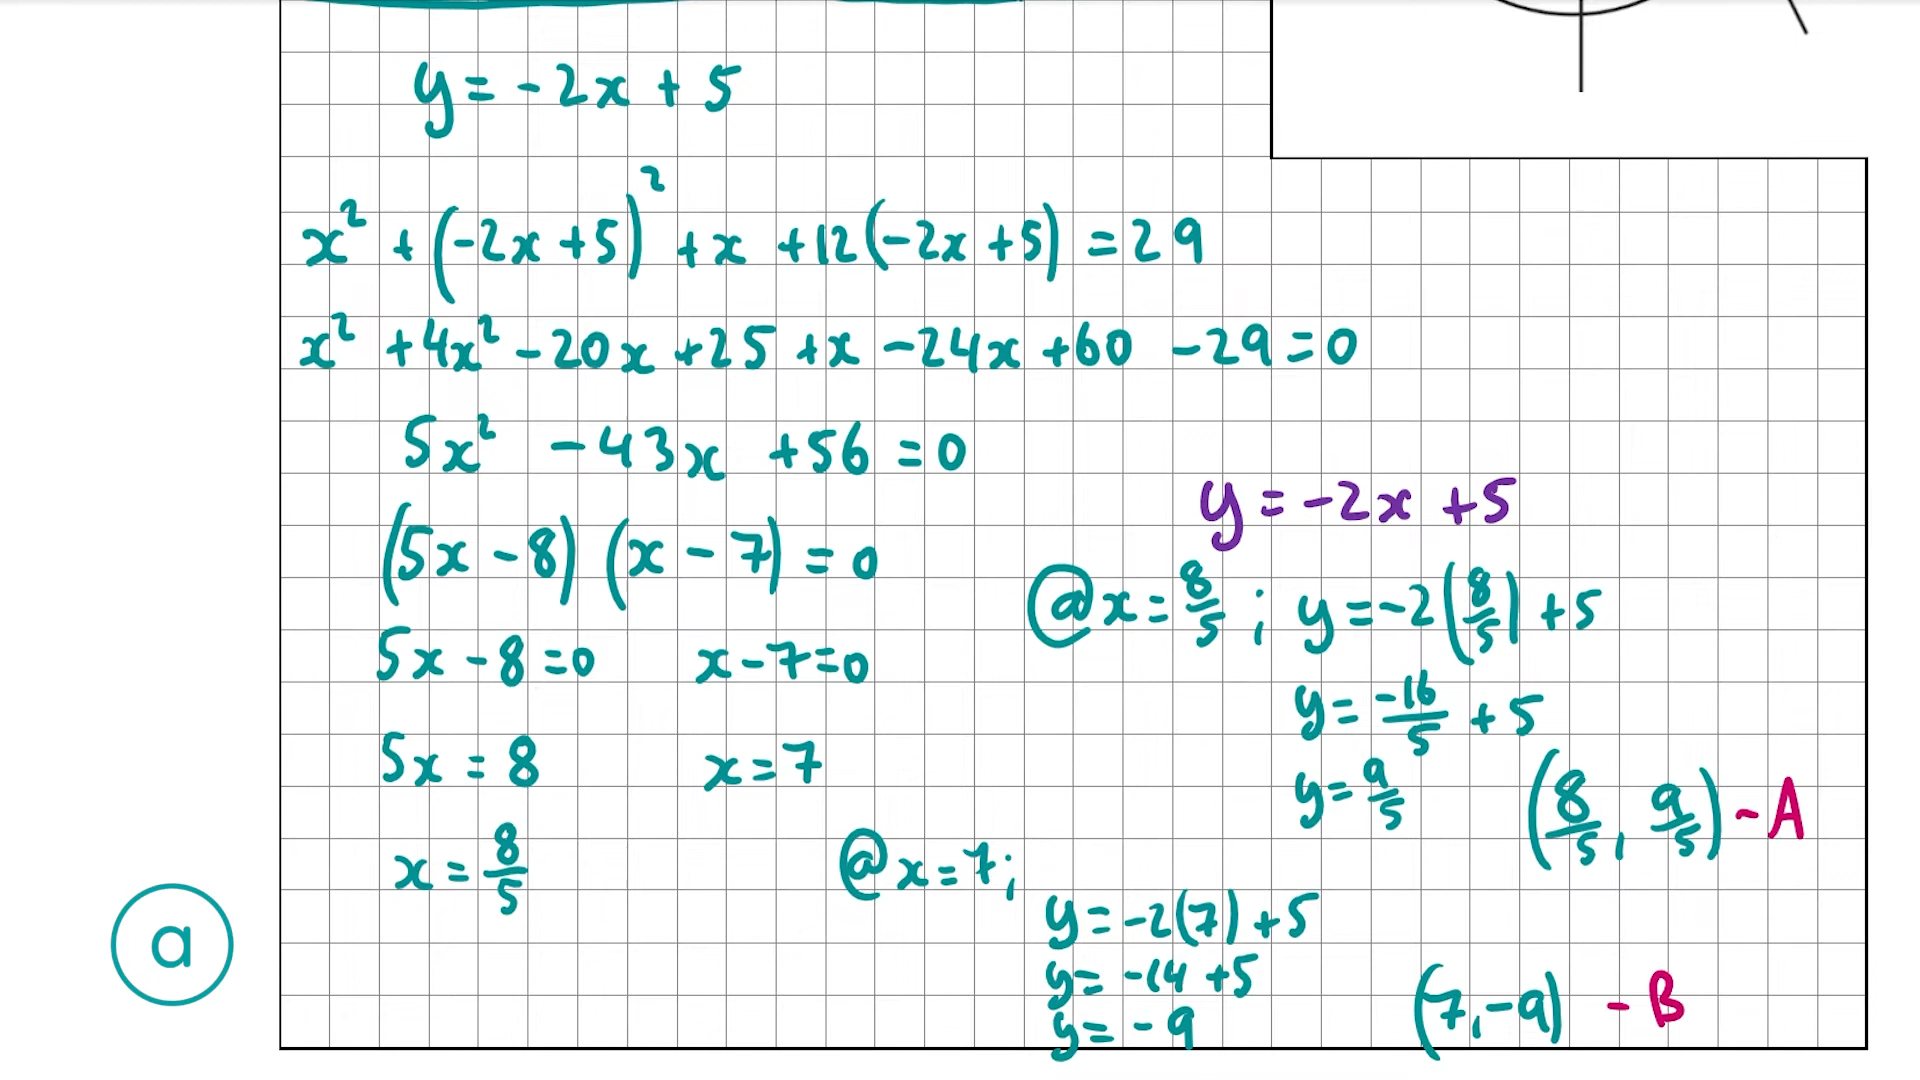 y = -2x + 5
x² + (-2x + 5)² + x + 12(-2x + 5) = 29
x² + 4x² - 20x + 25 + x - 24x + 60 - 29 = 0
5x² - 43x + 56 = 0
(5x - 8) (x - 7) = 0
5x - 8 = 0 x - 7 = 0
5x = 8 x = 7
x = 8/5
y = -2x + 5
@ x = 8/5 ; y = -2(8/5) + 5
y = -16/5 + 5
y = 9/5 (8/5, 9/5) - A
@ x = 7;
y = -2(7) + 5
y = -14 + 5
y = -9 (7, -9) - B
a